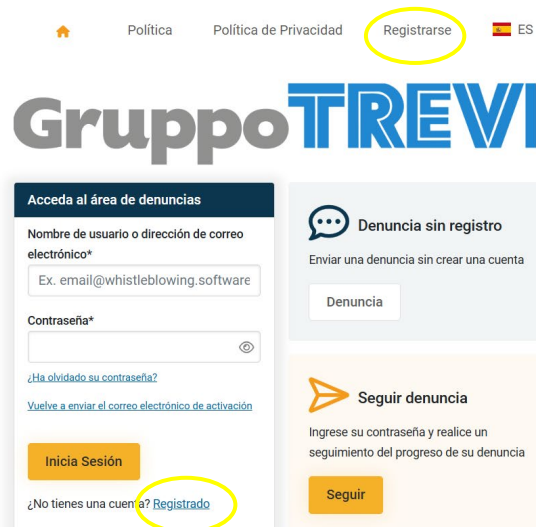 Política Política de Privacidad Registrarse ES
GruppoTREVI
Acceda al área de denuncias
Nombre de usuario o dirección de correo
electrónico*
Ex. email@whistleblowing.software
Contraseña*
¿Ha olvidado su contraseña?
Vuelve a enviar el correo electrónico de activación
Inicia Sesión
¿No tienes una cuenta? Registrado
Denuncia sin registro
Enviar una denuncia sin crear una cuenta
Denuncia
Seguir denuncia
Ingrese su contraseña y realice un
seguimiento del progreso de su denuncia
Seguir